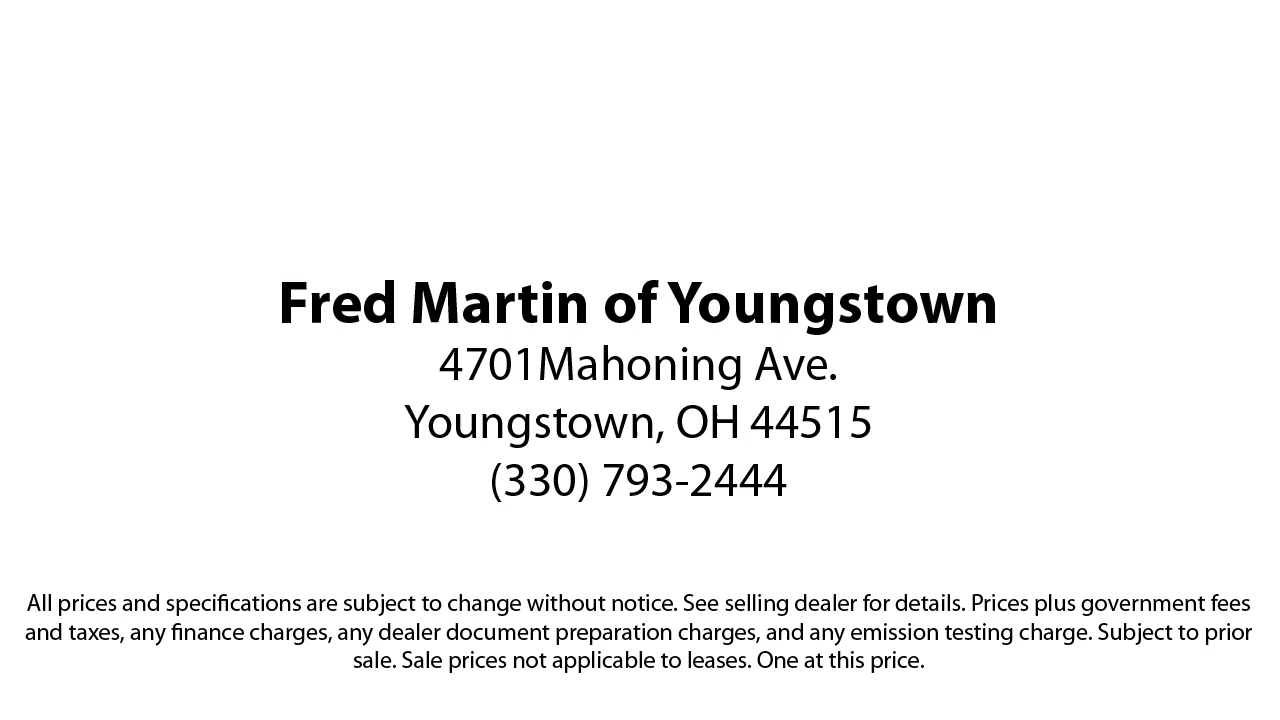 Fred Martin of Youngstown
4701Mahoning Ave.
Youngstown, OH 44515
(330) 793-2444
All prices and specifications are subject to change without notice. See selling dealer for details. Prices plus government fees
and taxes, any finance charges, any dealer document preparation charges, and any emission testing charge. Subject to prior
sale. Sale prices not applicable to leases. One at this price.